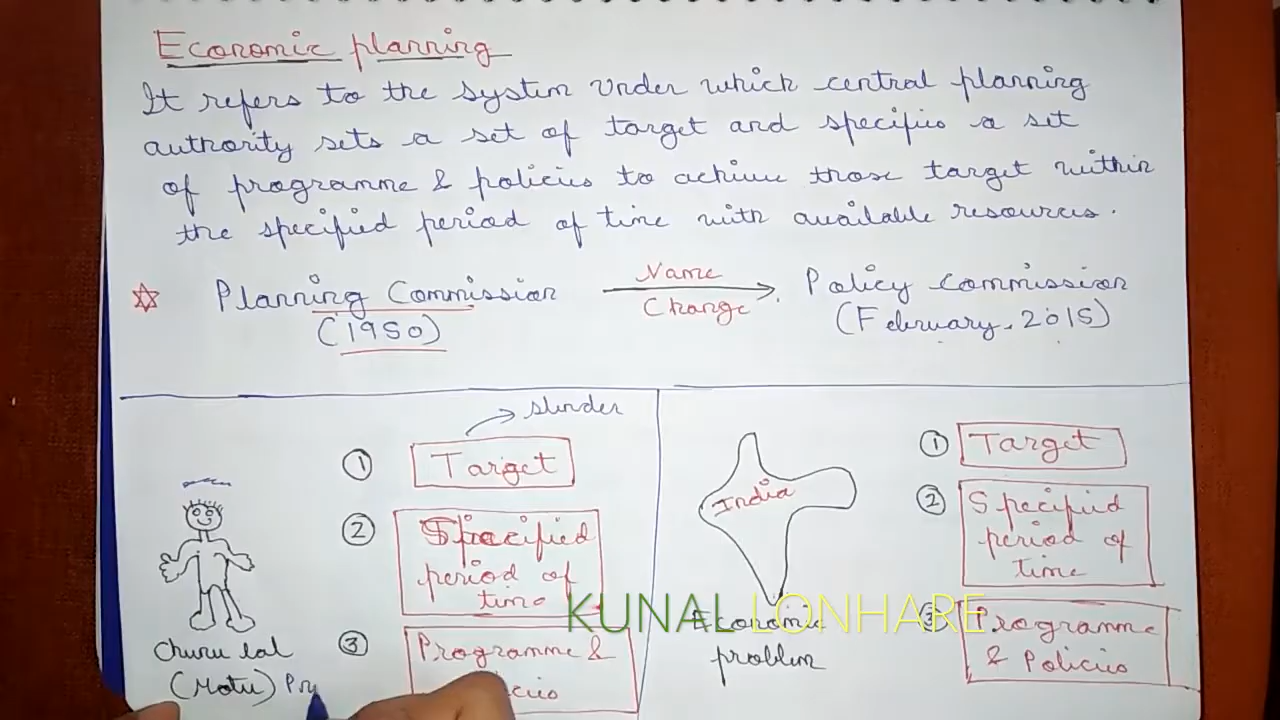 Economic planning
It refers to the system under which central planning
authority sets a set of target and specifies a set
of programme & policies to achieve those target within
the specified period of time with available resources.
Planning Commission
(1950)
Name
Change
Policy Commission
(February, 2015)
slender
① Target
② Specified
period of
time
③ Programme &
Churu lal
(Motu)
India
Economic
problem
① Target
② Specified
period of
time
③ Programme
& Policies
KUNAL LONHARE